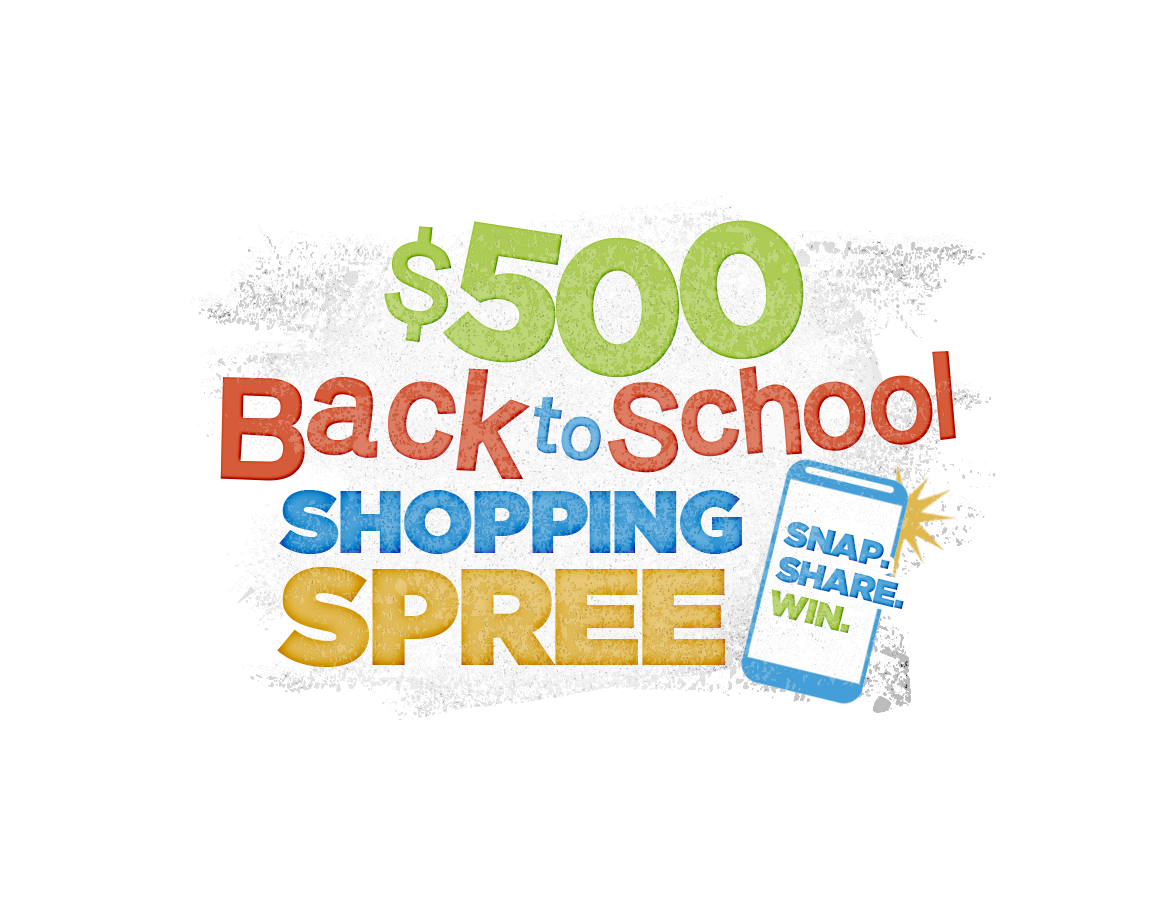 $500
Back to School
SHOPPING
SPREE
SNAP.
SHARE.
WIN.